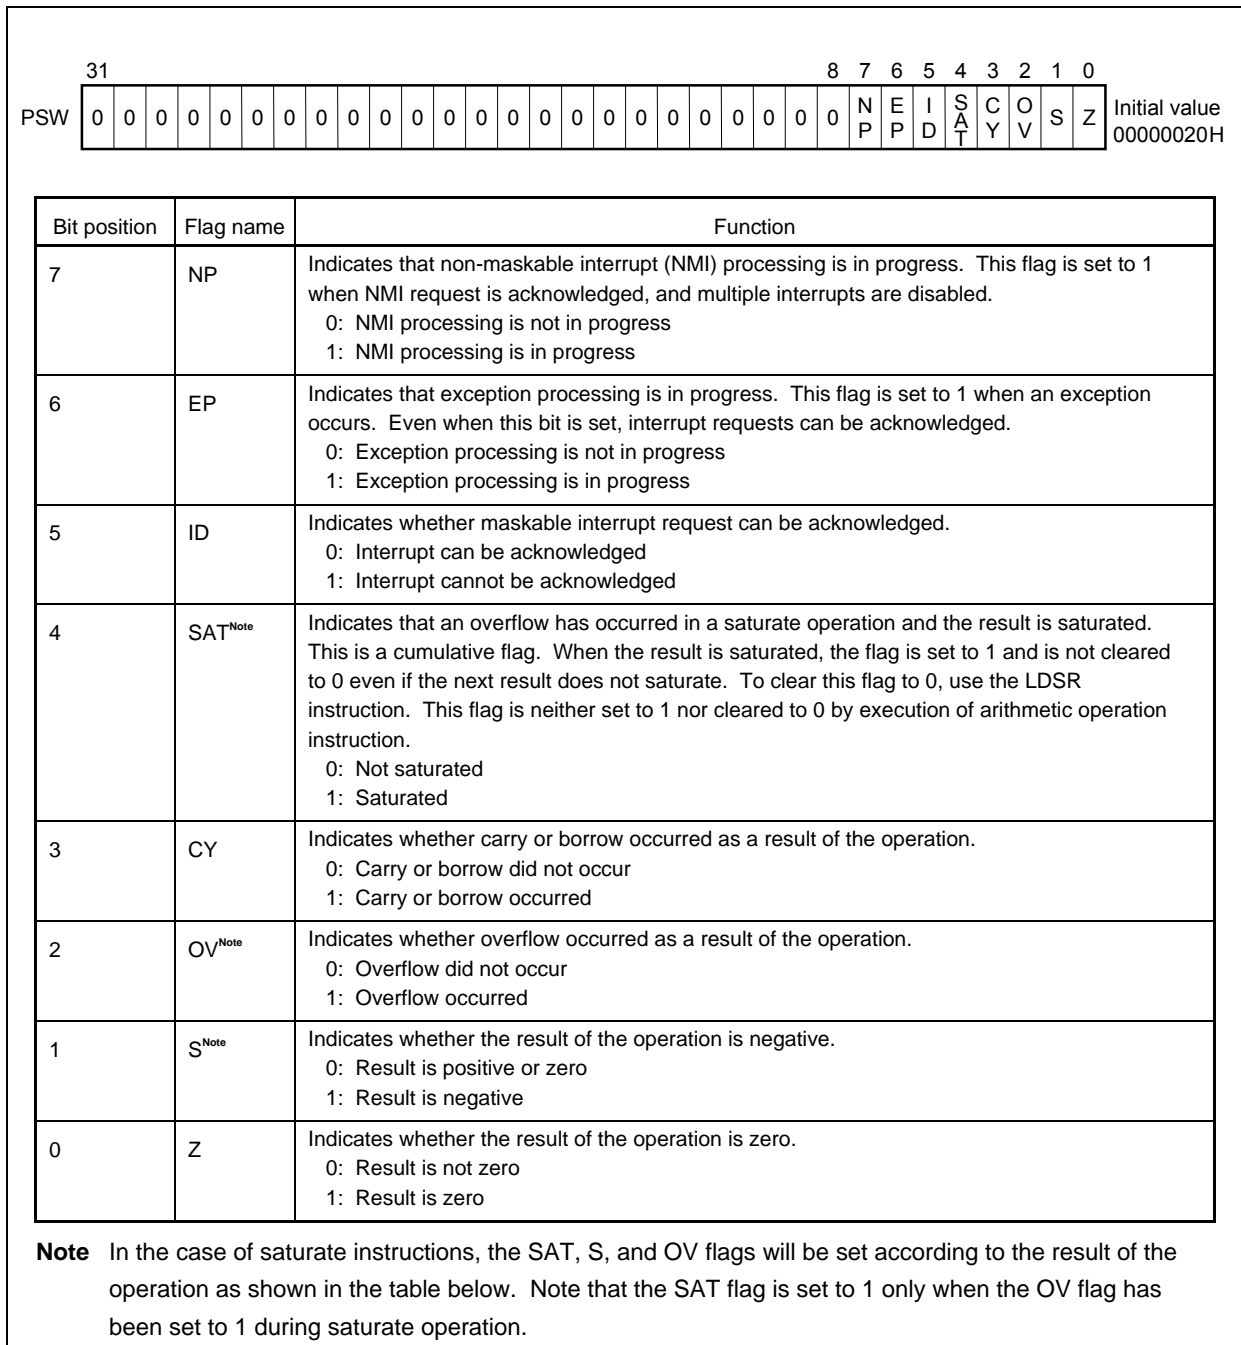 31 8 7 6 5 4 3 2 1 0
PSW 0 0 0 0 0 0 0 0 0 0 0 0 0 0 0 0 0 0 0 0 0 0 0 0 NP EP ID SAT CY OV S Z Initial value
00000020H
Bit position Flag name Function
7 NP Indicates that non-maskable interrupt (NMI) processing is in progress. This flag is set to 1
when NMI request is acknowledged, and multiple interrupts are disabled.
0: NMI processing is not in progress
1: NMI processing is in progress
6 EP Indicates that exception processing is in progress. This flag is set to 1 when an exception
occurs. Even when this bit is set, interrupt requests can be acknowledged.
0: Exception processing is not in progress
1: Exception processing is in progress
5 ID Indicates whether maskable interrupt request can be acknowledged.
0: Interrupt can be acknowledged
1: Interrupt cannot be acknowledged
4 SATNote Indicates that an overflow has occurred in a saturate operation and the result is saturated.
This is a cumulative flag. When the result is saturated, the flag is set to 1 and is not cleared
to 0 even if the next result does not saturate. To clear this flag to 0, use the LDSR
instruction. This flag is neither set to 1 nor cleared to 0 by execution of arithmetic operation
instruction.
0: Not saturated
1: Saturated
3 CY Indicates whether carry or borrow occurred as a result of the operation.
0: Carry or borrow did not occur
1: Carry or borrow occurred
2 OVNote Indicates whether overflow occurred as a result of the operation.
0: Overflow did not occur
1: Overflow occurred
1 SNote Indicates whether the result of the operation is negative.
0: Result is positive or zero
1: Result is negative
0 Z Indicates whether the result of the operation is zero.
0: Result is not zero
1: Result is zero
Note In the case of saturate instructions, the SAT, S, and OV flags will be set according to the result of the
operation as shown in the table below. Note that the SAT flag is set to 1 only when the OV flag has
been set to 1 during saturate operation.